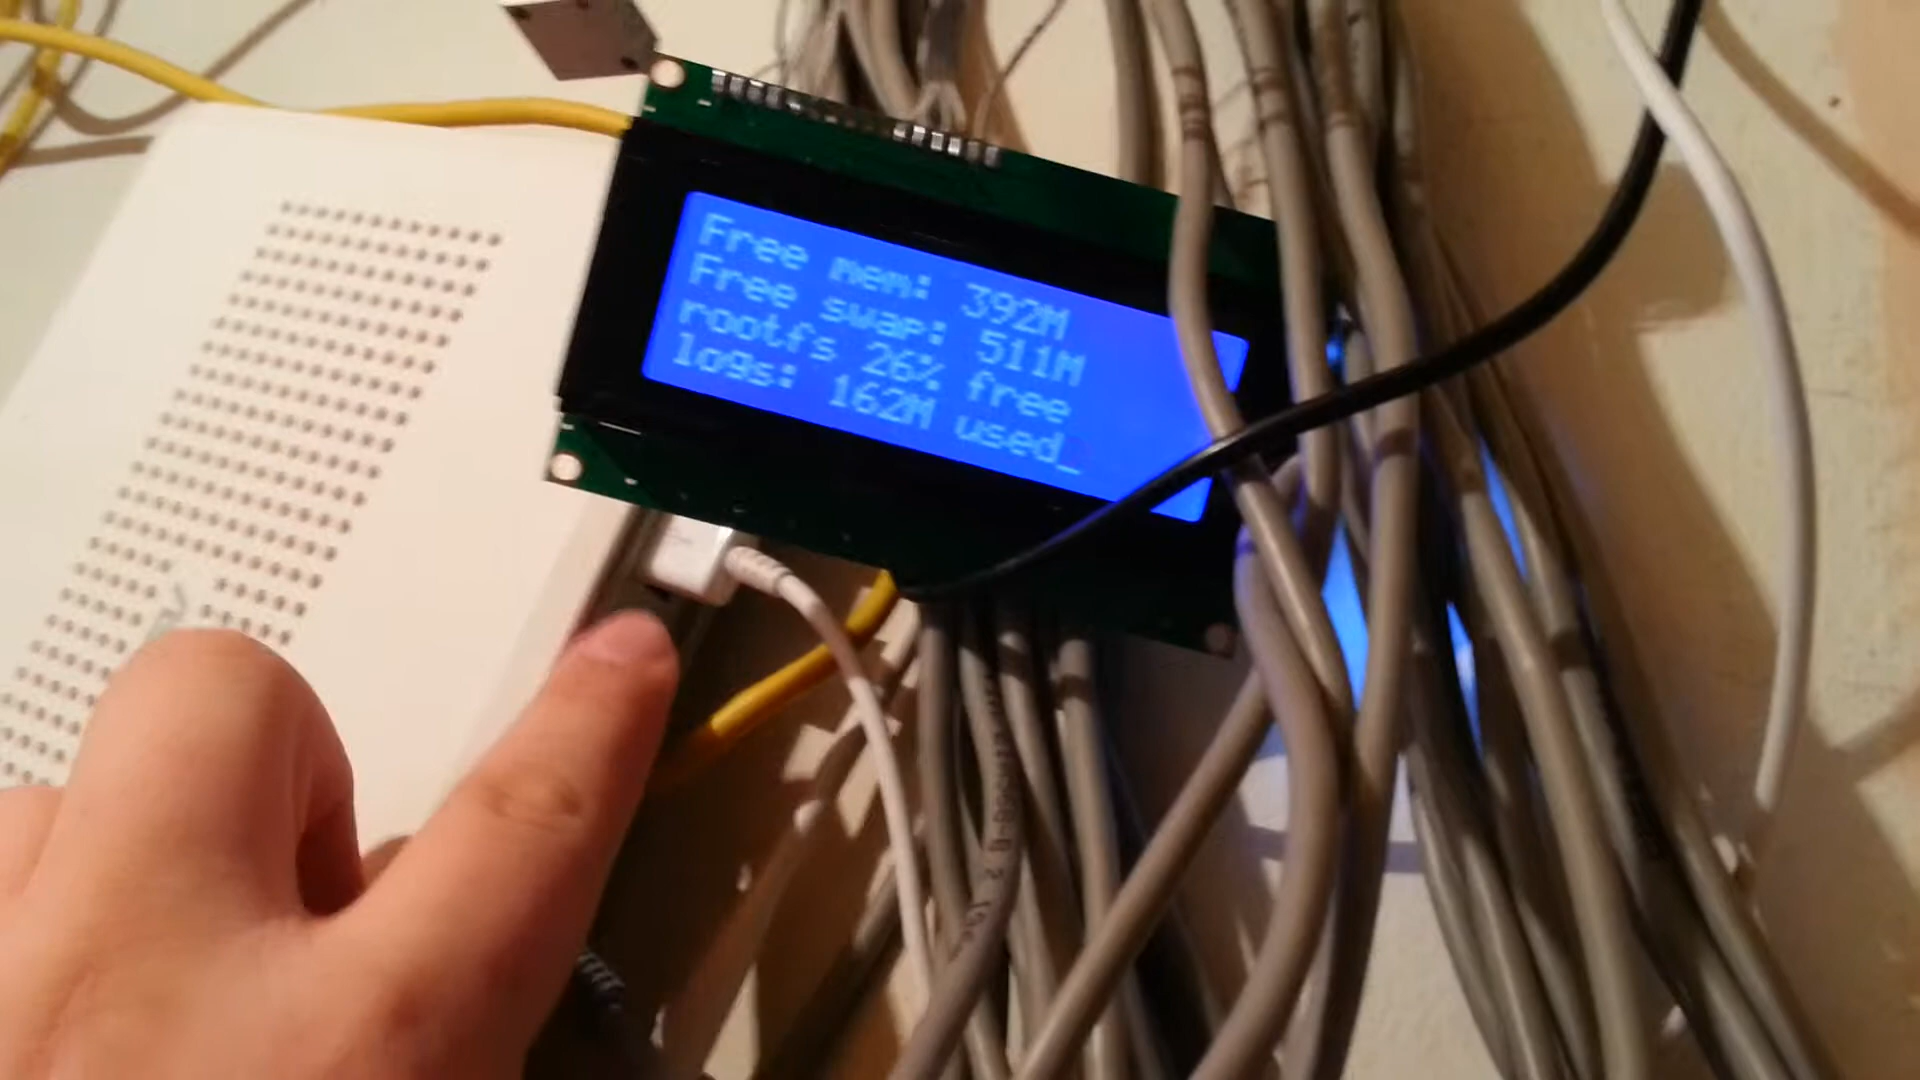 Free mem: 392M
Free swap: 511M
rootfs 26% free
logs: 162M used_